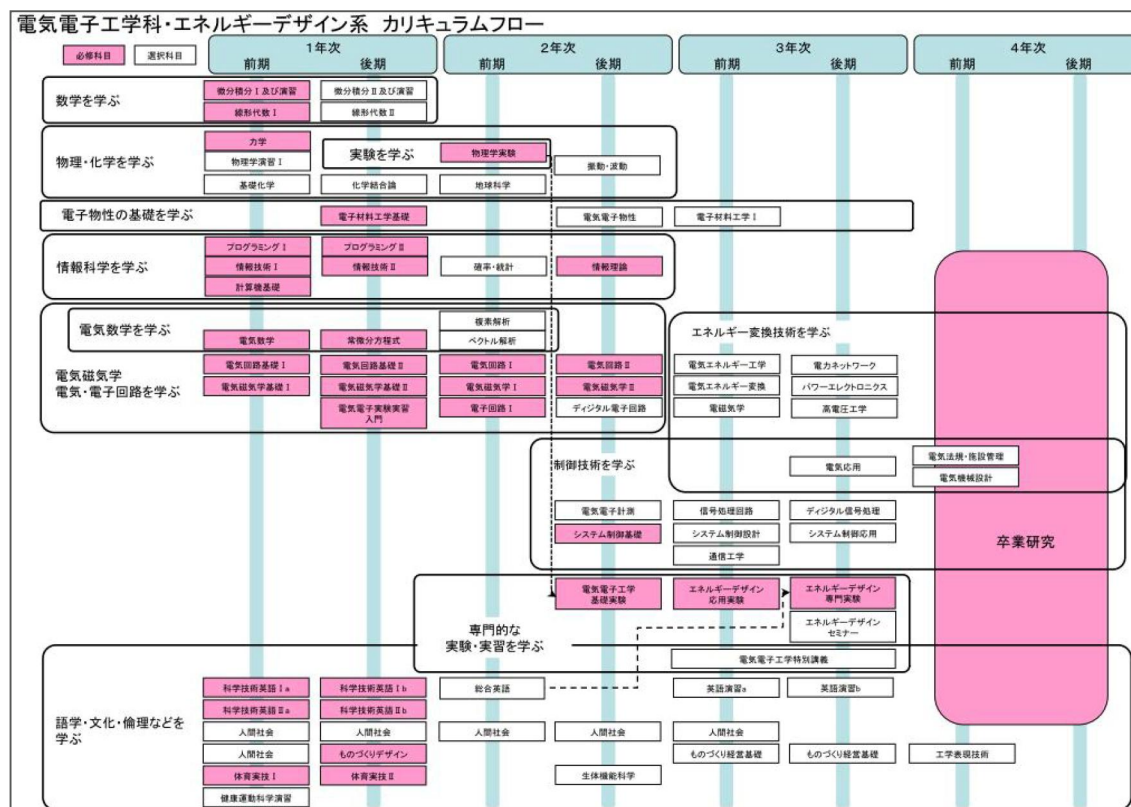 電気電子工学科・エネルギーデザイン系 カリキュラムフロー
必修科目 選択科目
1年次 2年次 3年次 4年次
前期 後期 前期 後期 前期 後期 前期 後期
数学を学ぶ
微分積分Ⅰ及び演習 微分積分Ⅱ及び演習
線形代数Ⅰ 線形代数Ⅱ
物理・化学を学ぶ
実験を学ぶ
力学 物理学実験
物理学演習Ⅰ 振動・波動
基礎化学 化学結合論 地球科学
電子物性の基礎を学ぶ
電子材料工学基礎 電気電子物性 電子材料工学Ⅰ
情報科学を学ぶ
プログラミングⅠ プログラミングⅡ
情報技術Ⅰ 情報技術Ⅱ 確率・統計 情報理論
計算機基礎
電気磁気学
電気・電子回路を学ぶ
電気数学を学ぶ
複素解析
電気数学 常微分方程式 ベクトル解析
電気回路基礎Ⅰ 電気回路基礎Ⅱ 電気回路Ⅰ 電気回路Ⅱ
電気磁気学基礎Ⅰ 電気磁気学基礎Ⅱ 電気磁気学Ⅰ 電気磁気学Ⅱ
電気電子実験実習
入門
電子回路Ⅰ ディジタル電子回路
エネルギー変換技術を学ぶ
電気エネルギー工学 電力ネットワーク
電気エネルギー変換 パワーエレクトロニクス
電磁気学 高電圧工学
制御技術を学ぶ
電気応用
電気法規・施設管理
電気機械設計
電気電子計測 信号処理回路 ディジタル信号処理
システム制御基礎 システム制御設計 システム制御応用
通信工学
卒業研究
専門的な
実験・実習を学ぶ
電気電子工学
基礎実験
エネルギーデザイン
応用実験
エネルギーデザイン
専門実験
エネルギーデザイン
セミナー
電気電子工学特別講義
語学・文化・倫理などを
学ぶ
科学技術英語Ⅰa 科学技術英語Ⅰb 総合英語 英語演習a 英語演習b
科学技術英語Ⅱa 科学技術英語Ⅱb
人間社会 人間社会 人間社会 人間社会 人間社会
人間社会 ものづくりデザイン ものづくり経営基礎 ものづくり経営基礎 工学表現技術
体育実技Ⅰ 体育実技Ⅱ 生体機能科学
健康運動科学演習